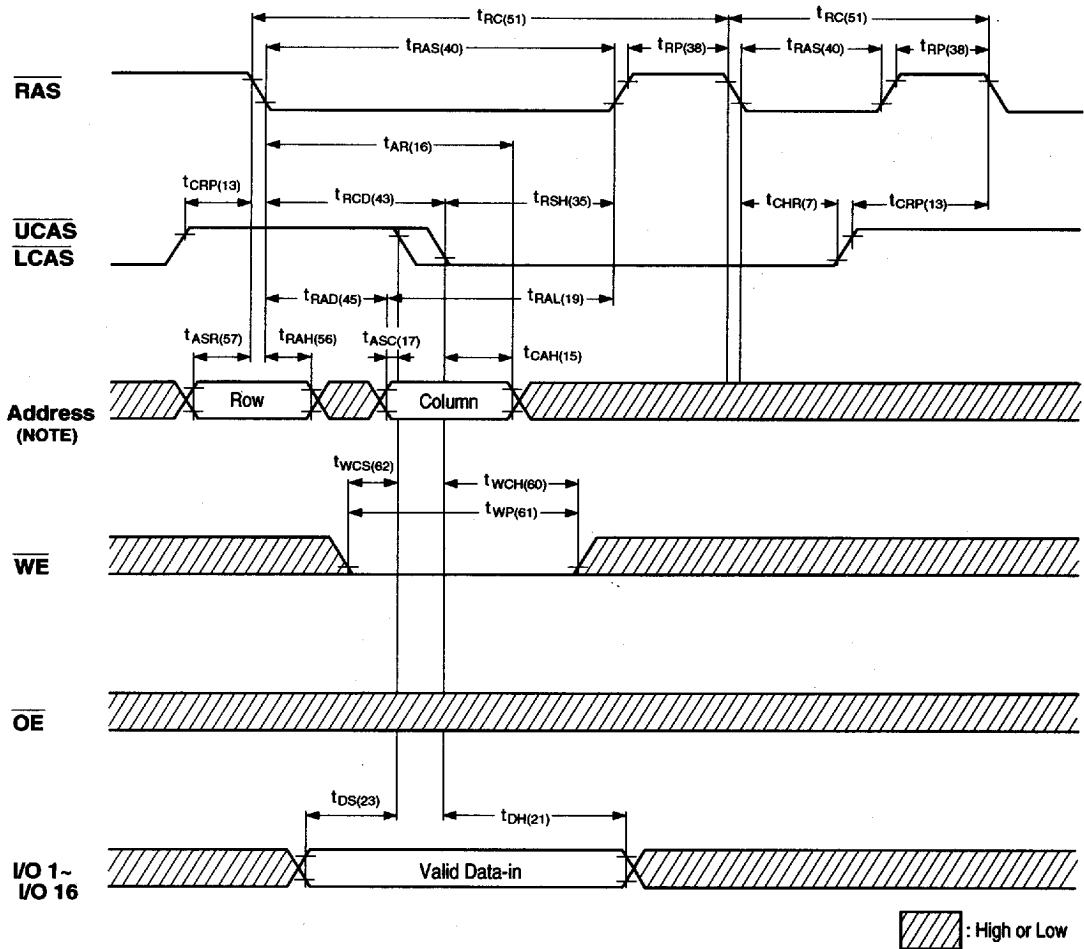 tRC(51) tRC(51)
tRAS(40) tRP(38) tRAS(40) tRP(38)
RAS
tAR(16)
tCRP(13) tRCD(43) tRSH(35) tCHR(7) tCRP(13)
UCAS
LCAS
tRAD(45) tRAL(19)
tASR(57) tRAH(56) tASC(17) tCAH(15)
Row Column
Address
(NOTE)
tWCS(62) tWCH(60)
tWP(61)
WE
OE
tDS(23) tDH(21)
I/O 1~
I/O 16
Valid Data-in
: High or Low